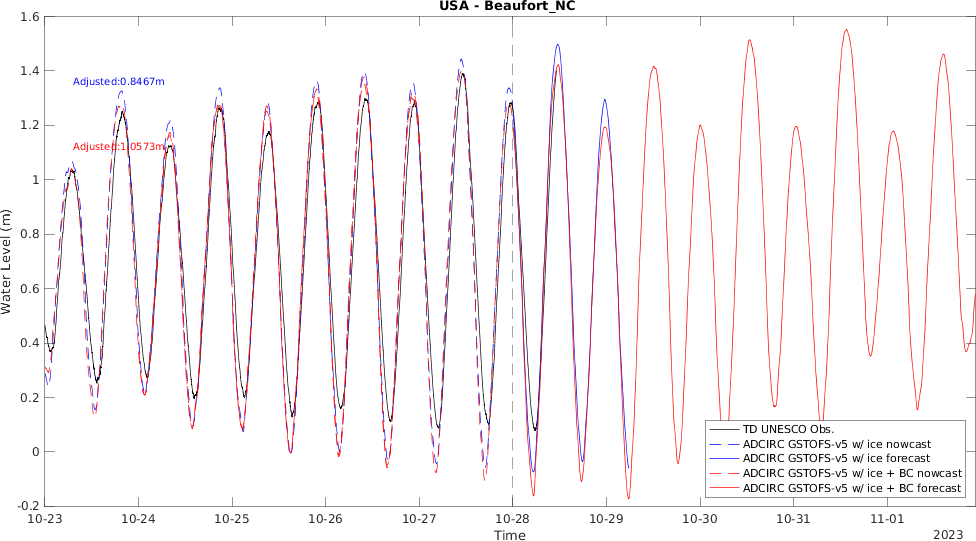 USA - Beaufort_NC
1.6
1.4
1.2
1
0.8
0.6
0.4
0.2
0
-0.2
Water Level (m)
Adjusted:0.8467m
Adjusted:1.0573m
TD UNESCO Obs.
ADCIRC GSTOFS-v5 w/ ice nowcast
ADCIRC GSTOFS-v5 w/ ice forecast
ADCIRC GSTOFS-v5 w/ ice + BC nowcast
ADCIRC GSTOFS-v5 w/ ice + BC forecast
10-23 10-24 10-25 10-26 10-27 10-28 10-29 10-30 10-31 11-01
Time
2023